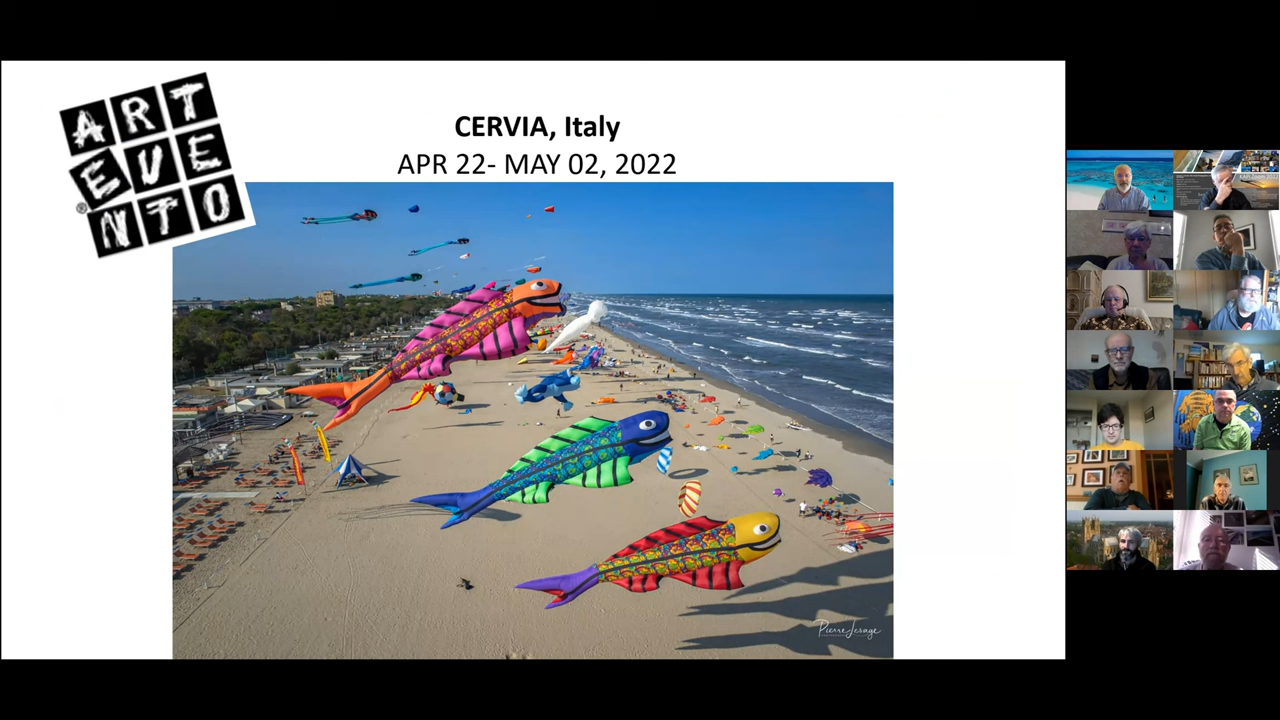 ART
EVE
®NTO
CERVIA, Italy
APR 22- MAY 02, 2022
Pierre Lesage